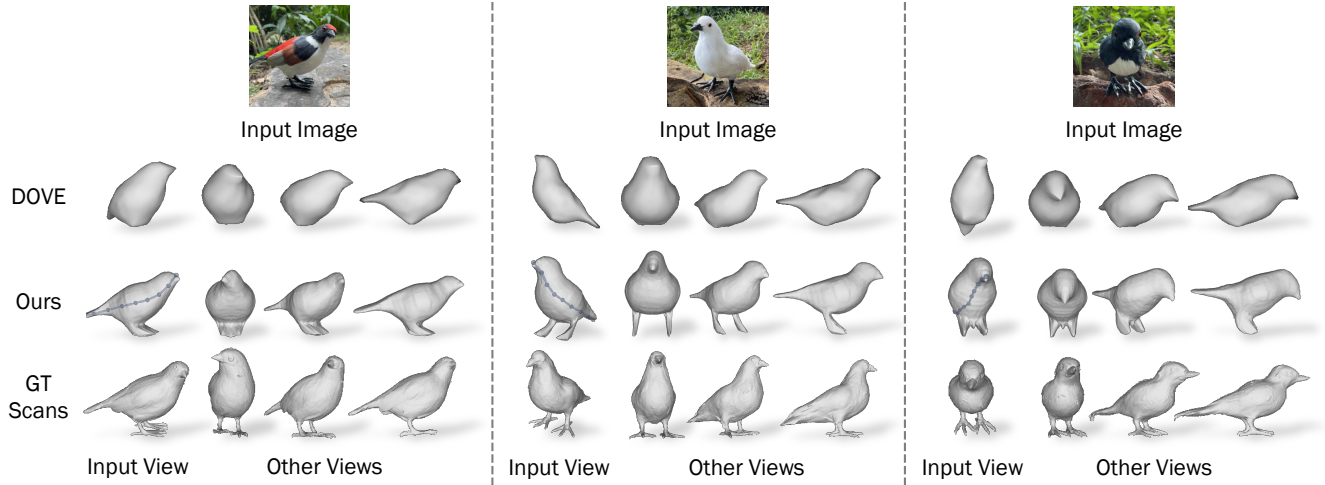 Input Image
Input Image
Input Image
DOVE
Ours
GT
Scans
Input View
Other Views
Input View
Other Views
Input View
Other Views